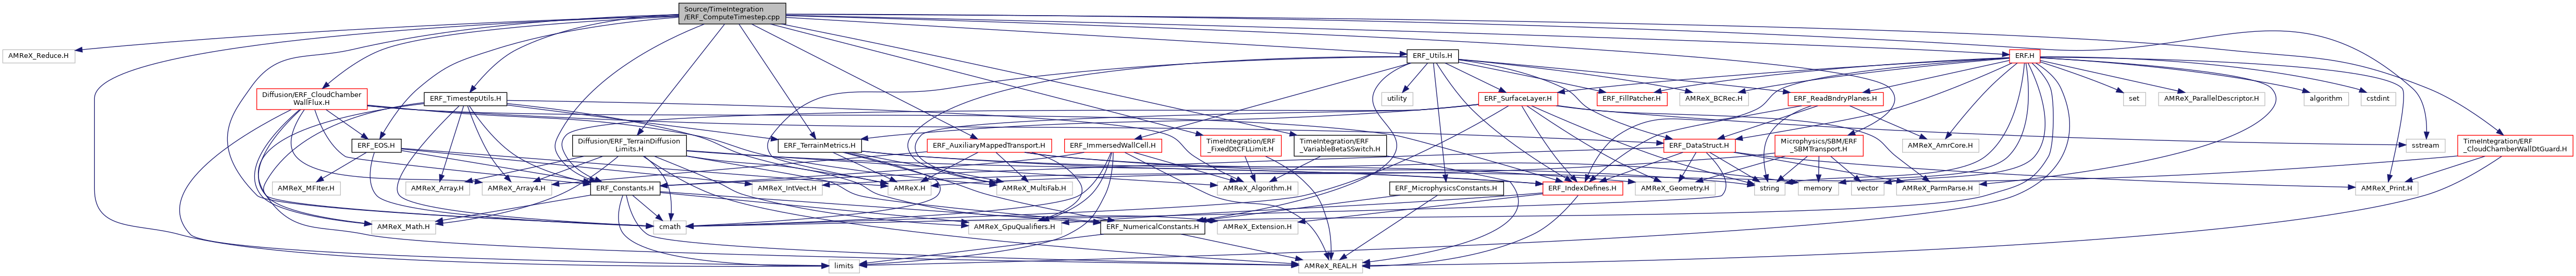 Source/TimeIntegration
/ERF_ComputeTimestep.cpp
AMReX_Reduce.H
ERF_Utils.H
ERF.H
Diffusion/ERF_CloudChamber
WallFlux.H
ERF_TimestepUtils.H
utility
ERF_SurfaceLayer.H
ERF_FillPatcher.H
AMReX_BCRec.H
ERF_ReadBndryPlanes.H
set
AMReX_ParallelDescriptor.H
algorithm
cstdint
ERF_EOS.H
Diffusion/ERF_TerrainDiffusion
Limits.H
ERF_TerrainMetrics.H
ERF_AuxiliaryMappedTransport.H
ERF_ImmersedWallCell.H
TimeIntegration/ERF
_FixedDtCFLLimit.H
TimeIntegration/ERF
_VariableBetaSSwitch.H
ERF_DataStruct.H
Microphysics/SBM/ERF
_SBMTransport.H
AMReX_AmrCore.H
sstream
TimeIntegration/ERF
_CloudChamberWallDtGuard.H
AMReX_MFIter.H
AMReX_Array.H
AMReX_Array4.H
ERF_Constants.H
AMReX_IntVect.H
AMReX.H
AMReX_MultiFab.H
AMReX_Algorithm.H
ERF_MicrophysicsConstants.H
ERF_IndexDefines.H
AMReX_Geometry.H
string
memory
vector
AMReX_ParmParse.H
AMReX_Print.H
AMReX_Math.H
cmath
AMReX_GpuQualifiers.H
ERF_NumericalConstants.H
AMReX_Extension.H
limits
AMReX_REAL.H